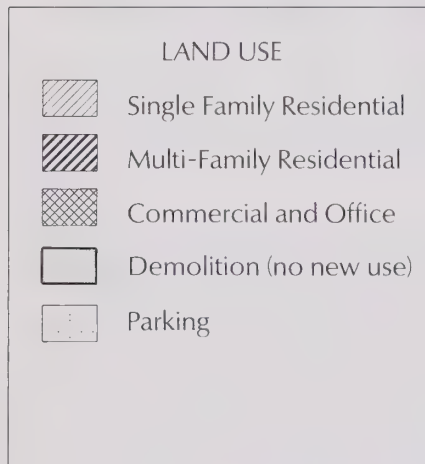 LAND USE
Single Family Residential
Multi-Family Residential
Commercial and Office
Demolition (no new use)
Parking